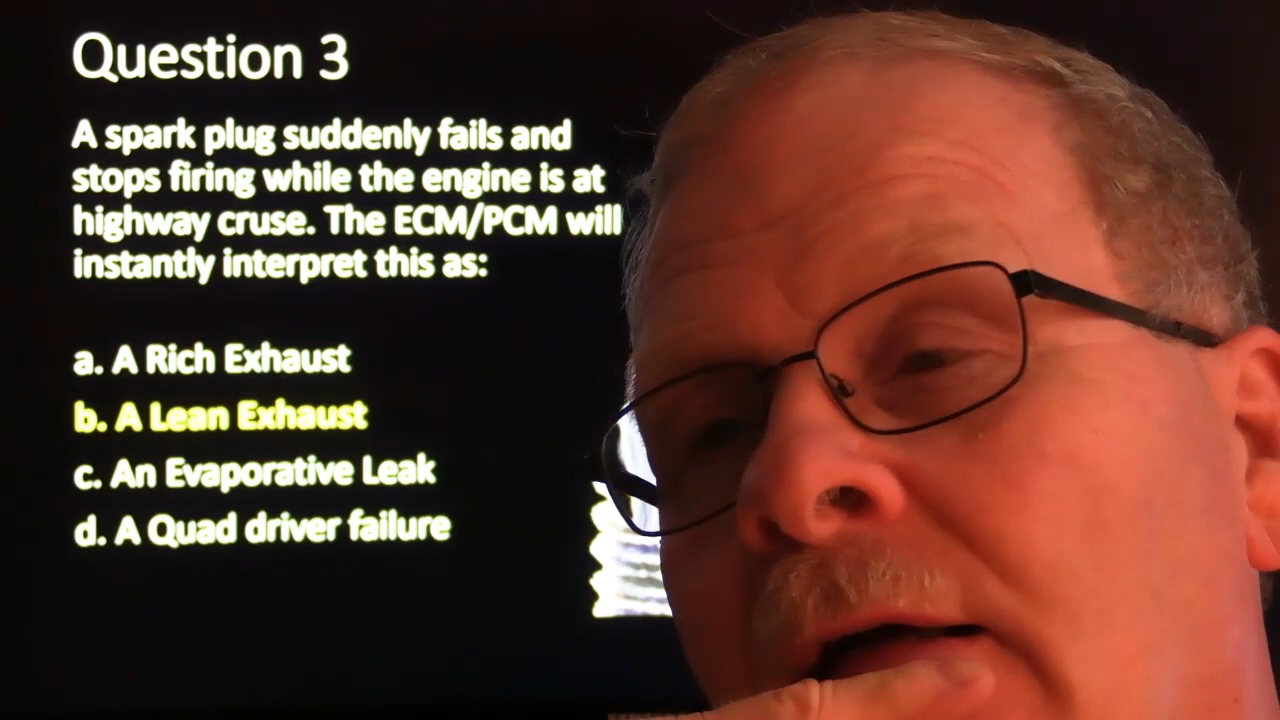 Question 3
A spark plug suddenly fails and
stops firing while the engine is at
highway cruse. The ECM/PCM will
instantly interpret this as:
a. A Rich Exhaust
b. A Lean Exhaust
c. An Evaporative Leak
d. A Quad driver failure